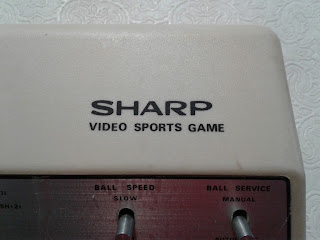 SHARP
VIDEO SPORTS GAME
BALL SPEED
BALL SERVICE
SLOW
MANUAL